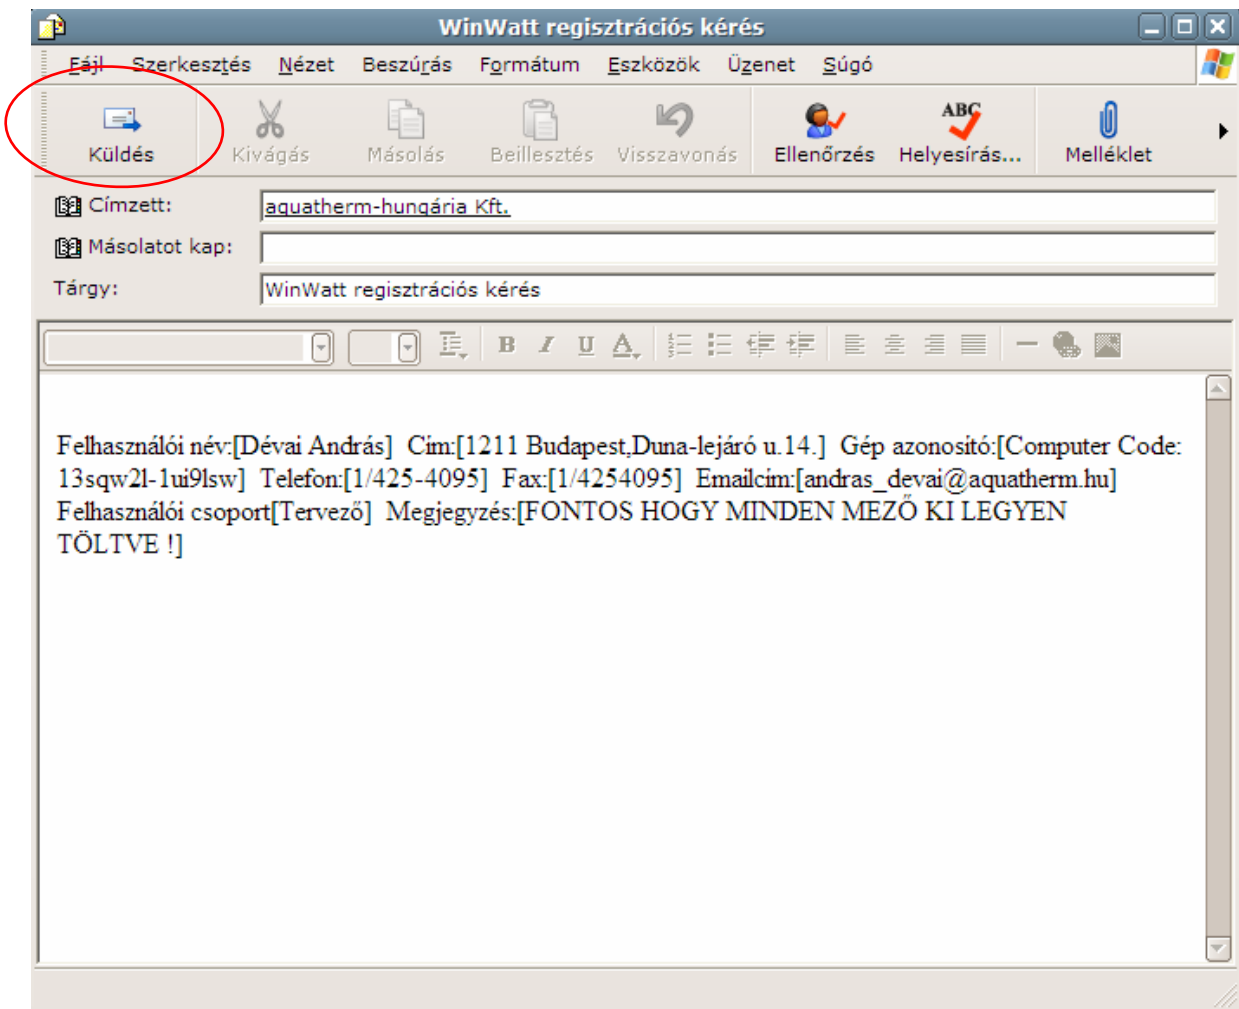 WinWatt regisztrációs kérés
Fájl Szerkesztés Nézet Beszúrás Formátum Eszközök Üzenet Súgó
ABC
Küldés Kivágás Másolás Beillesztés Visszavonás Ellenőrzés Helyesírás... Melléklet
Címzett: aquatherm-hungária Kft.
Másolatot kap:
Tárgy: WinWatt regisztrációs kérés
B I U A
Felhasználói név:[Dévai András] Cím:[1211 Budapest,Duna-lejáró u.14.] Gép azonosító:[Computer Code:
13sqw2l-1ui9lsw] Telefon:[1/425-4095] Fax:[1/4254095] Emailcím:[andras_devai@aquatherm.hu]
Felhasználói csoport[Tervező] Megjegyzés:[FONTOS HOGY MINDEN MEZŐ KI LEGYEN
TÖLTVE !]